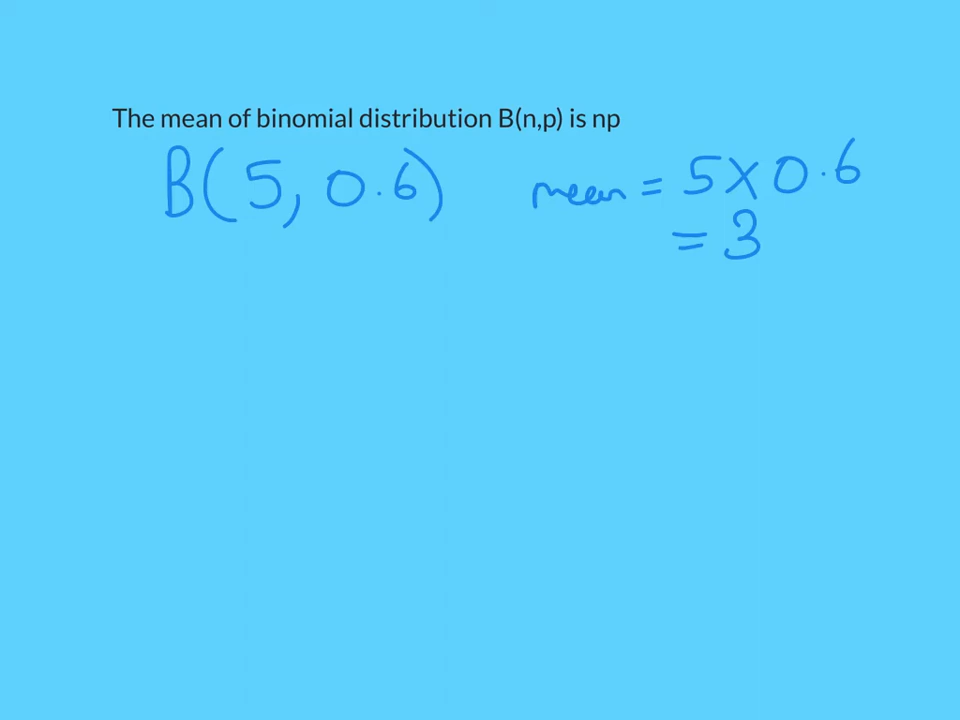 The mean of binomial distribution B(n,p) is np
B(5, 0.6) mean = 5 × 0.6
= 3